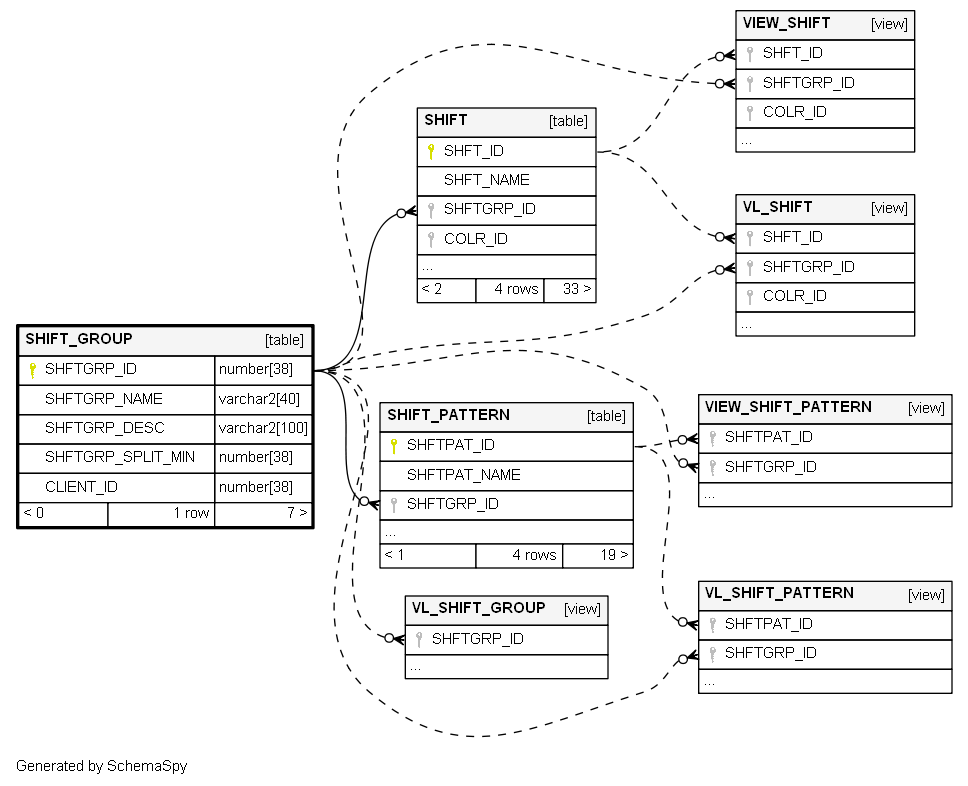 VIEW_SHIFT [view]
SHFT_ID
SHFTGRP_ID
COLR_ID
...
SHIFT [table]
SHFT_ID
SHFT_NAME
SHFTGRP_ID
COLR_ID
...
< 2 4 rows 33 >
VL_SHIFT [view]
SHFT_ID
SHFTGRP_ID
COLR_ID
...
SHIFT_GROUP [table]
SHFTGRP_ID number[38]
SHFTGRP_NAME varchar2[40]
SHFTGRP_DESC varchar2[100]
SHFTGRP_SPLIT_MIN number[38]
CLIENT_ID number[38]
< 0 1 row 7 >
SHIFT_PATTERN [table]
SHFTPAT_ID
SHFTPAT_NAME
SHFTGRP_ID
...
< 1 4 rows 19 >
VIEW_SHIFT_PATTERN [view]
SHFTPAT_ID
SHFTGRP_ID
...
VL_SHIFT_GROUP [view]
SHFTGRP_ID
...
VL_SHIFT_PATTERN [view]
SHFTPAT_ID
SHFTGRP_ID
...
Generated by SchemaSpy